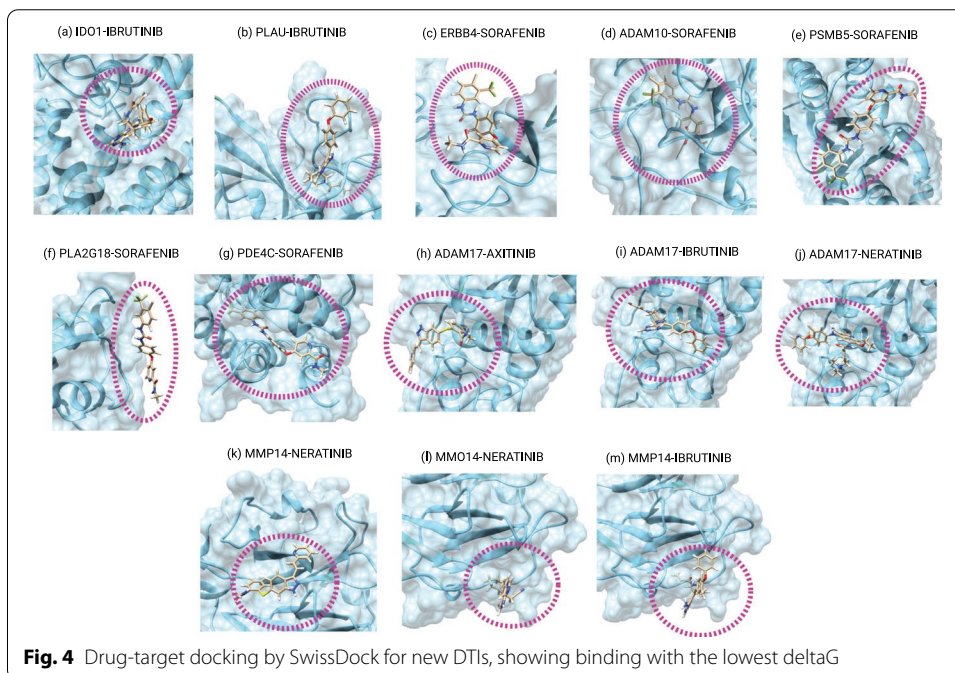 (a) IDO1-IBRUTINIB
(b) PLAU-IBRUTINIB
(c) ERBB4-SORAFENIB
(d) ADAM10-SORAFENIB
(e) PSMB5-SORAFENIB
(f) PLA2G18-SORAFENIB
(g) PDE4C-SORAFENIB
(h) ADAM17-AXITINIB
(i) ADAM17-IBRUTINIB
(j) ADAM17-NERATINIB
(k) MMP14-NERATINIB
(l) MMO14-NERATINIB
(m) MMP14-IBRUTINIB
Fig. 4 Drug-target docking by SwissDock for new DTIs, showing binding with the lowest deltaG